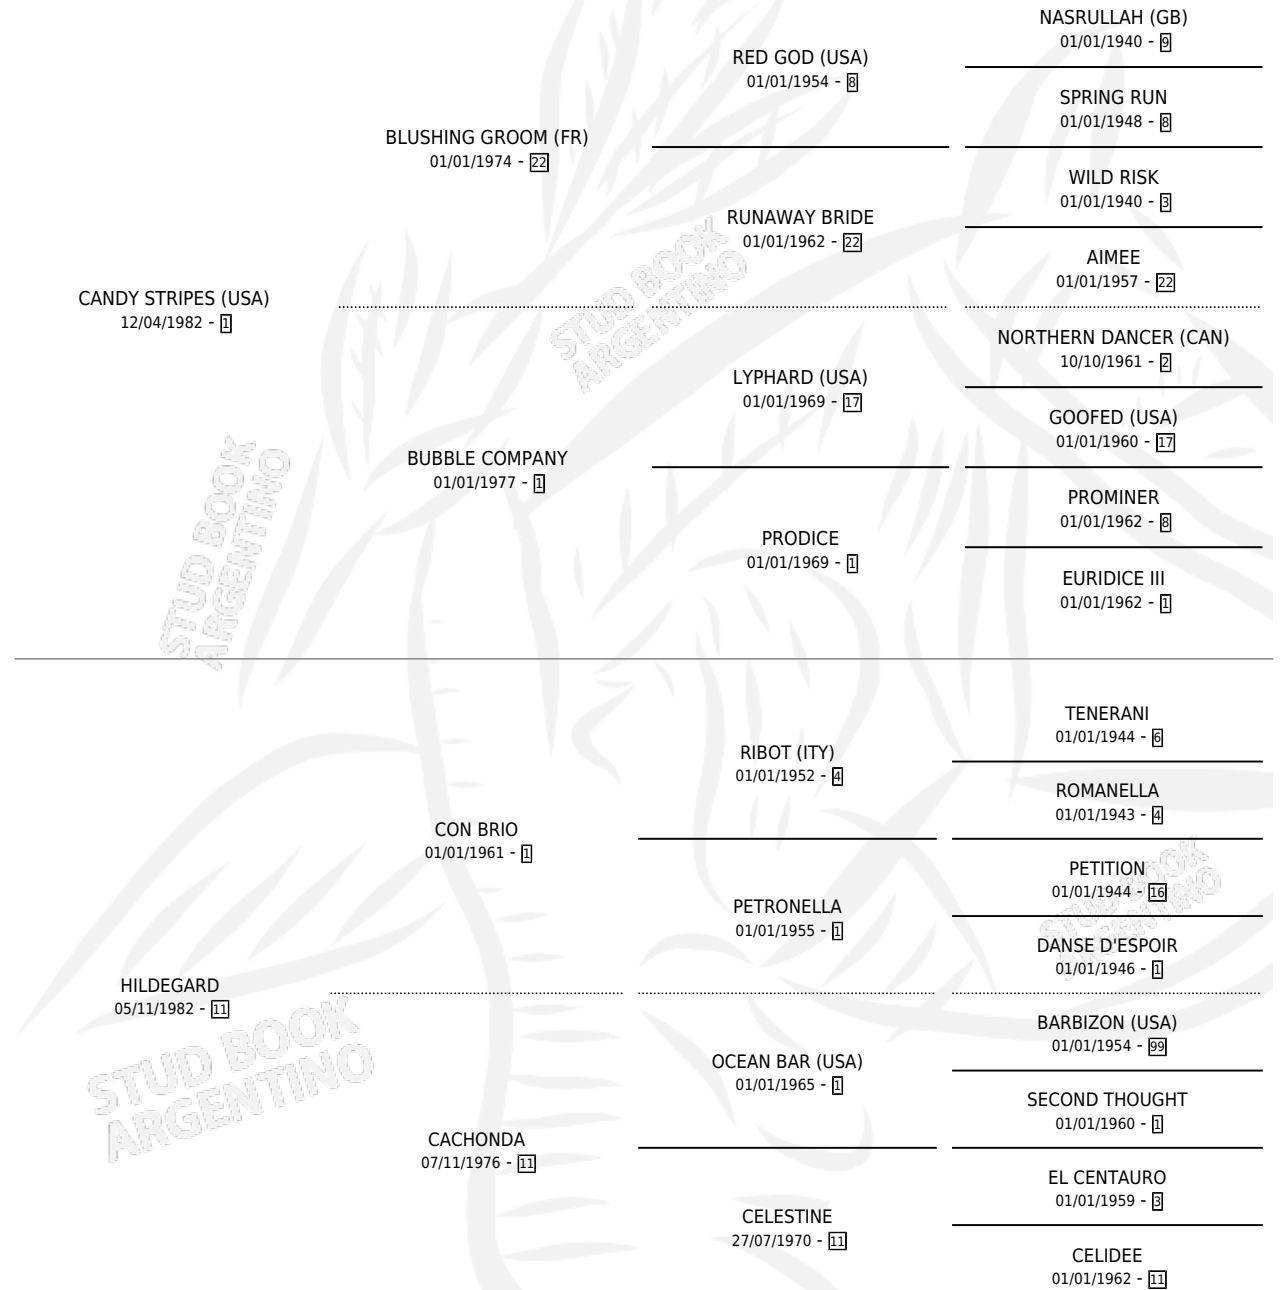 NASRULLAH (GB)
01/01/1940 - 9
RED GOD (USA)
01/01/1954 - 8
SPRING RUN
01/01/1948 - 8
BLUSHING GROOM (FR)
01/01/1974 - 22
WILD RISK
01/01/1940 - 3
RUNAWAY BRIDE
01/01/1962 - 22
AIMEE
01/01/1957 - 22
CANDY STRIPES (USA)
12/04/1982 - 1
NORTHERN DANCER (CAN)
10/10/1961 - 2
LYPHARD (USA)
01/01/1969 - 17
GOOFED (USA)
01/01/1960 - 17
BUBBLE COMPANY
01/01/1977 - 1
PROMINER
01/01/1962 - 8
PRODICE
01/01/1969 - 1
EURIDICE III
01/01/1962 - 1
TENERANI
01/01/1944 - 6
RIBOT (ITY)
01/01/1952 - 4
ROMANELLA
01/01/1943 - 4
CON BRIO
01/01/1961 - 1
PETITION
01/01/1944 - 16
PETRONELLA
01/01/1955 - 1
DANSE D'ESPOIR
01/01/1946 - 1
HILDEGARD
05/11/1982 - 11
BARBIZON (USA)
01/01/1954 - 99
OCEAN BAR (USA)
01/01/1965 - 1
SECOND THOUGHT
01/01/1960 - 1
CACHONDA
07/11/1976 - 11
EL CENTAURO
01/01/1959 - 3
CELESTINE
27/07/1970 - 11
CELIDEE
01/01/1962 - 11
STUD BOOK
ARGENTINO
STUD BOOK
ARGENTINO
STUD BOOK
ARGENTINO
STUD BOOK
ARGENTINO